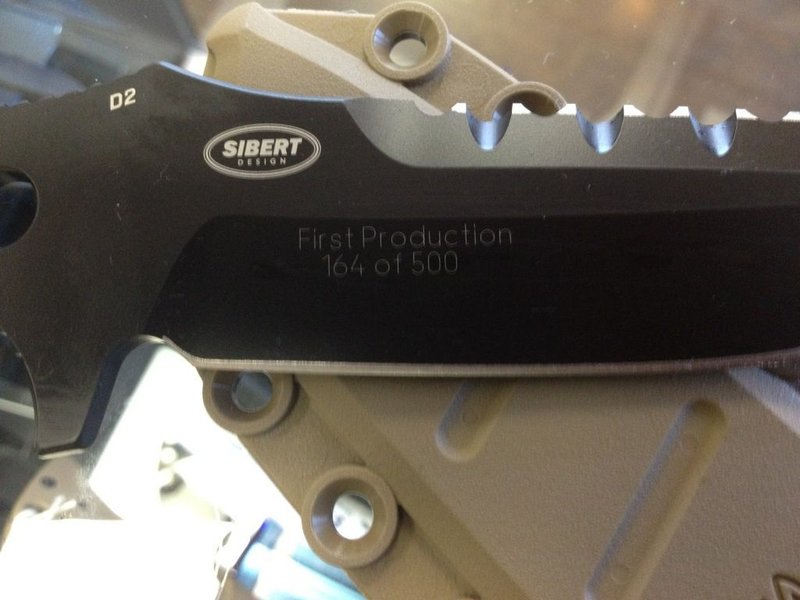 D2
SIBERT
DESIGN
First Production
164 of 500